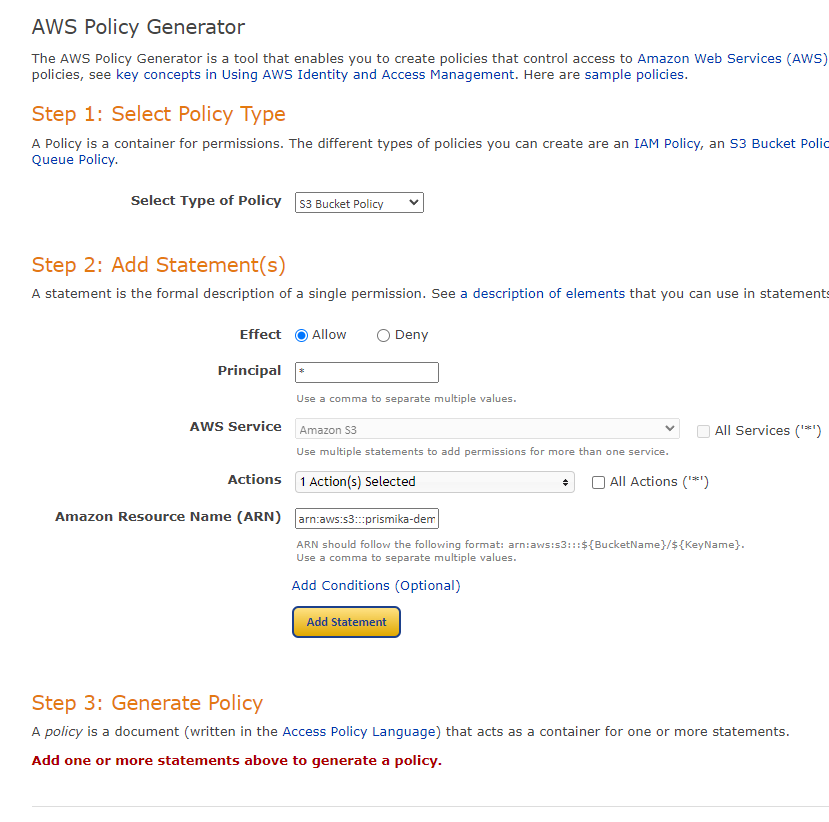 AWS Policy Generator
The AWS Policy Generator is a tool that enables you to create policies that control access to Amazon Web Services (AWS)
policies, see key concepts in Using AWS Identity and Access Management. Here are sample policies.
Step 1: Select Policy Type
A Policy is a container for permissions. The different types of policies you can create are an IAM Policy, an S3 Bucket Polic
Queue Policy.
Select Type of Policy S3 Bucket Policy
Step 2: Add Statement(s)
A statement is the formal description of a single permission. See a description of elements that you can use in statements
Effect Allow Deny
Principal *
Use a comma to separate multiple values.
AWS Service Amazon S3 All Services ('*')
Use multiple statements to add permissions for more than one service.
Actions 1 Action(s) Selected All Actions ('*')
Amazon Resource Name (ARN) arn:aws:s3:::prismika-dem
ARN should follow the following format: arn:aws:s3:::${BucketName}/${KeyName}.
Use a comma to separate multiple values.
Add Conditions (Optional)
Add Statement
Step 3: Generate Policy
A policy is a document (written in the Access Policy Language) that acts as a container for one or more statements.
Add one or more statements above to generate a policy.